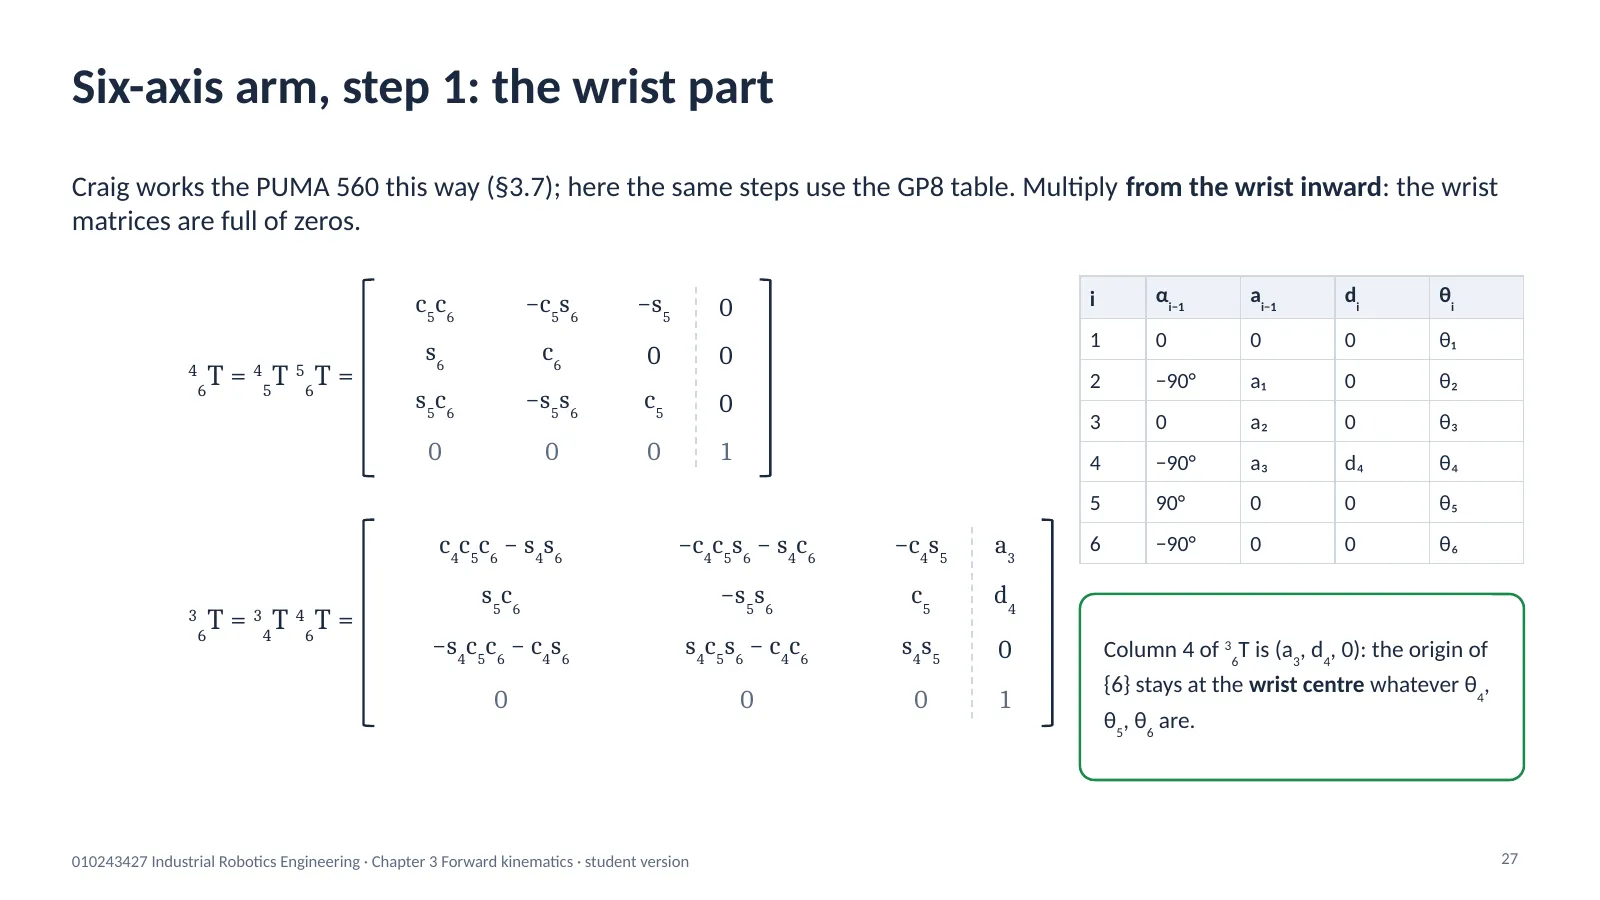 Six-axis arm, step 1: the wrist part
Craig works the PUMA 560 this way (§3.7); here the same steps use the GP8 table. Multiply from the wrist inward: the wrist
matrices are full of zeros.
⁴₆T = ⁴₅T ⁵₆T =
c₅c₆ −c₅s₆ −s₅ 0
s₆ c₆ 0 0
s₅c₆ −s₅s₆ c₅ 0
0 0 0 1
³₆T = ³₄T ⁴₆T =
c₄c₅c₆ − s₄s₆ −c₄c₅s₆ − s₄c₆ −c₄s₅ a₃
s₅c₆ −s₅s₆ c₅ d₄
−s₄c₅c₆ − c₄s₆ s₄c₅s₆ − c₄c₆ s₄s₅ 0
0 0 0 1
i αᵢ₋₁ aᵢ₋₁ dᵢ θᵢ
1 0 0 0 θ₁
2 −90° a₁ 0 θ₂
3 0 a₂ 0 θ₃
4 −90° a₃ d₄ θ₄
5 90° 0 0 θ₅
6 −90° 0 0 θ₆
Column 4 of ³₆T is (a₃, d₄, 0): the origin of
{6} stays at the wrist centre whatever θ₄,
θ₅, θ₆ are.
010243427 Industrial Robotics Engineering · Chapter 3 Forward kinematics · student version
27